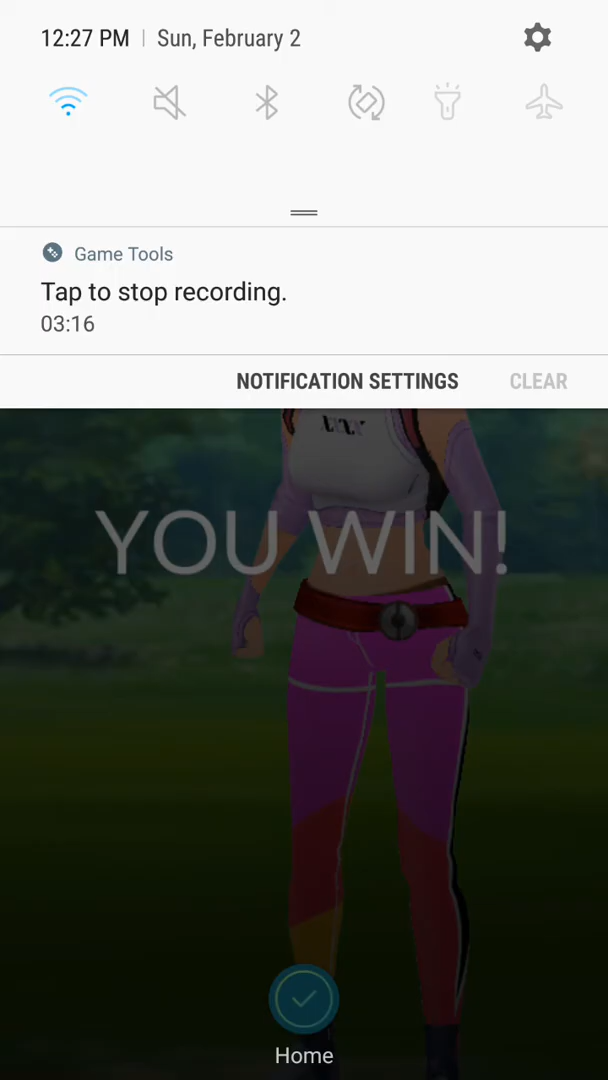 12:27 PM | Sun, February 2
Game Tools
Tap to stop recording.
03:16
NOTIFICATION SETTINGS CLEAR
YOU WIN!
Home